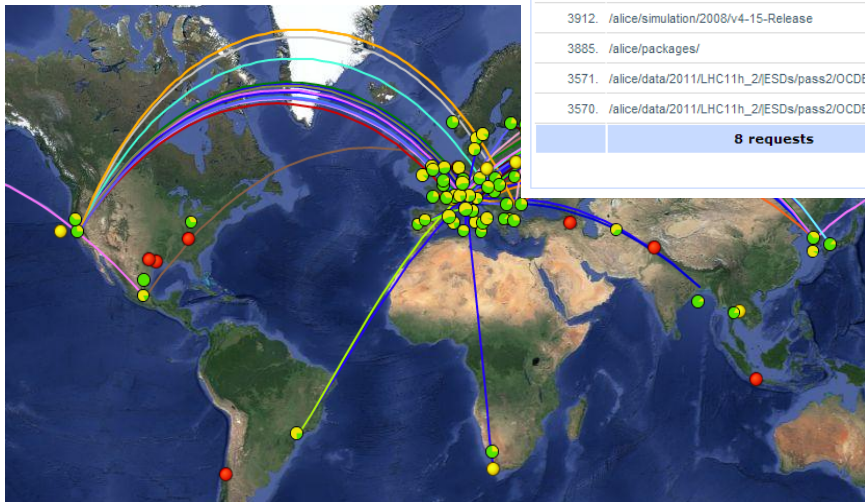 3912. /alice/simulation/2008/v4-15-Release
3885. /alice/packages/
3571. /alice/data/2011/LHC11h_2/|ESDs/pass2/OCDB
3570. /alice/data/2011/LHC11h_2/|ESDs/pass2/OCDB
8 requests